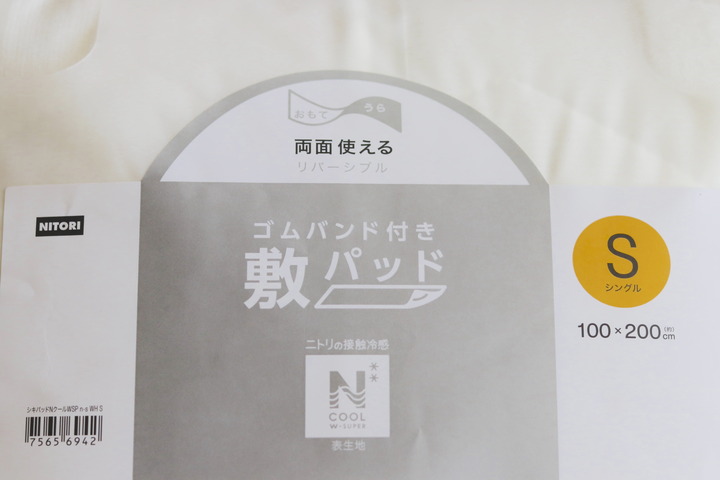 おもて
うら
両面 使える
リバーシブル
NITORI
ゴムバンド付き
敷パッド
S
シングル
100×200cm(約)
ニトリの接触冷感
N**
COOL
W-SUPER
表生地
シキパッドNクールWSP n-s WH S
7565 6942